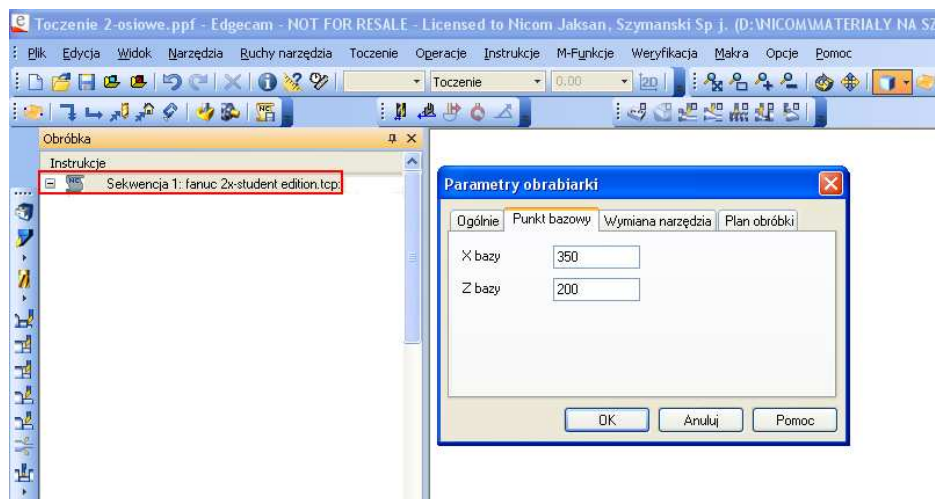 Toczenie 2-osiowe.ppf - Edgecam - NOT FOR RESALE - Licensed to Nicom Jaksan, Szymanski Sp j. (D:\NICOM\MATERIAŁY NA SZ
Plik Edycja Widok Narzędzia Ruchy narzędzia Toczenie Operacje Instrukcje M-Funkcje Weryfikacja Makra Opcje Pomoc
Toczenie 0.00 2D
NC
Obróbka
Instrukcje
NC Sekwencja 1: fanuc 2x-student edition.tcp:
Parametry obrabiarki
Ogólnie Punkt bazowy Wymiana narzędzia Plan obróbki
X bazy 350
Z bazy 200
OK Anuluj Pomoc